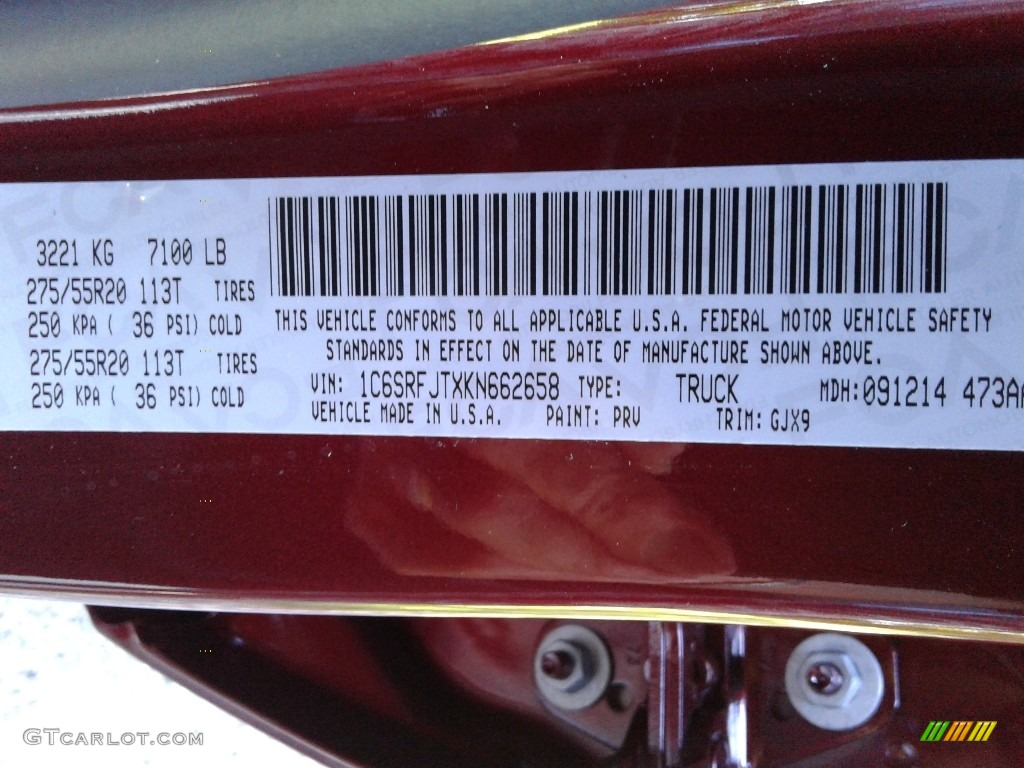 3221 KG 7100 LB
275/55R20 113T TIRES
250 KPA ( 36 PSI) COLD
275/55R20 113T TIRES
250 KPA ( 36 PSI) COLD
THIS VEHICLE CONFORMS TO ALL APPLICABLE U.S.A. FEDERAL MOTOR VEHICLE SAFETY
STANDARDS IN EFFECT ON THE DATE OF MANUFACTURE SHOWN ABOVE.
VIN: 1C6SRFJTXKN662658 TYPE: TRUCK MDH:091214 473AA
VEHICLE MADE IN U.S.A. PAINT: PRV TRIM: GJX9
GTcarlot.com